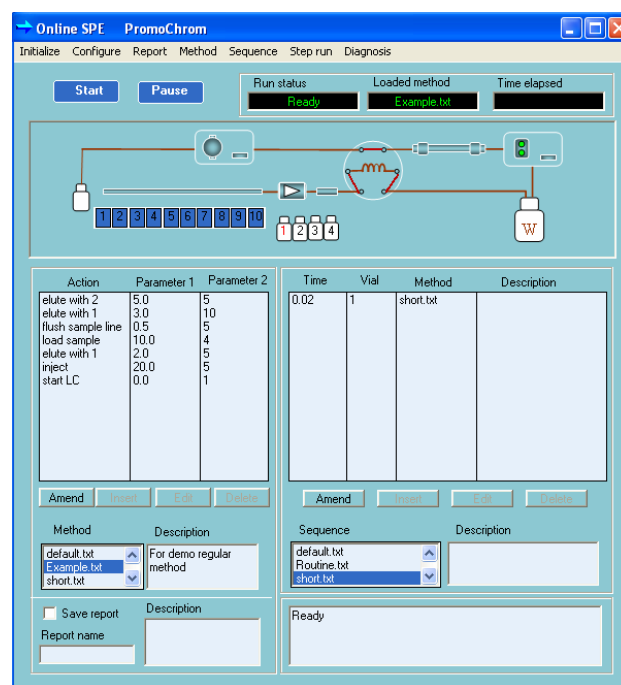 Online SPE PromoChrom
Initialize Configure Report Method Sequence Step run Diagnosis
Start Pause
Run status Loaded method Time elapsed
Ready Example.txt
1 2 3 4 5 6 7 8 9 10
1 2 3 4
W
Action Parameter 1 Parameter 2
elute with 2 5.0 5
elute with 1 3.0 10
flush sample line 0.5 5
load sample 10.0 4
elute with 1 2.0 5
inject 20.0 5
start LC 0.0 1
Amend Insert Edit Delete
Time Vial Method Description
0.02 1 short.txt
Amend Insert Edit Delete
Method Description
default.txt
Example.txt
short.txt
For demo regular
method
Sequence Description
default.txt
Routine.txt
short.txt
Save report Description
Report name
Ready